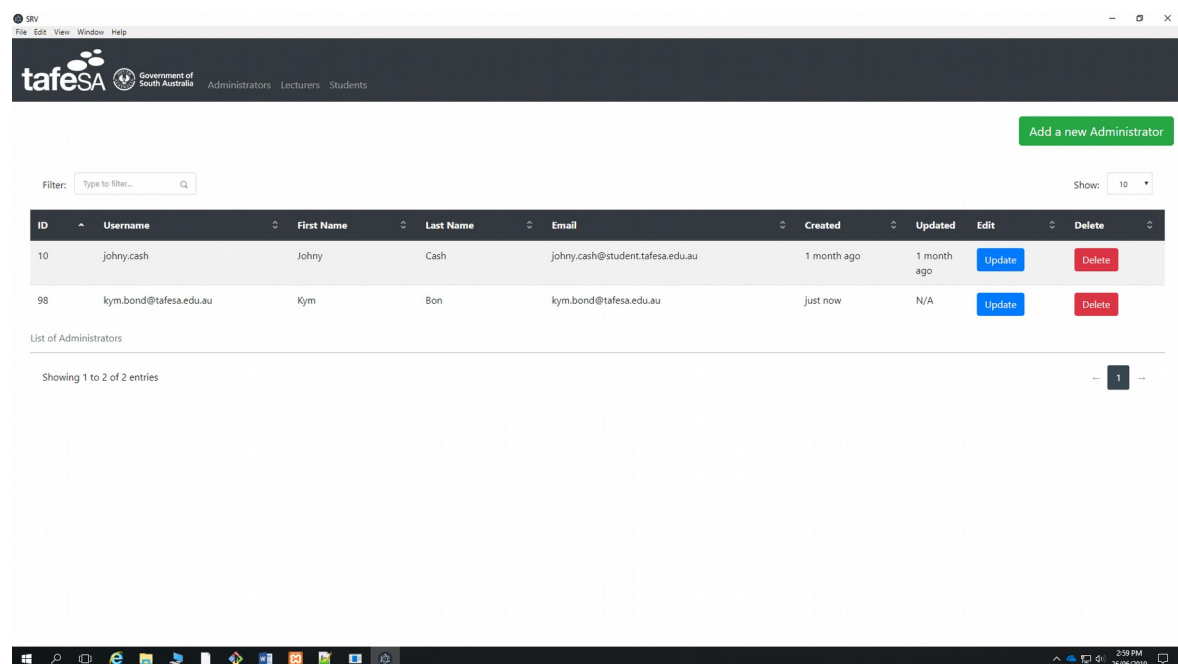 SRV
File Edit View Window Help
tafeSA Government of South Australia Administrators Lecturers Students
Add a new Administrator
Filter: Type to filter... Show: 10
ID Username First Name Last Name Email Created Updated Edit Delete
10 johny.cash Johny Cash johny.cash@student.tafesa.edu.au 1 month ago 1 month ago Update Delete
98 kym.bond@tafesa.edu.au Kym Bon kym.bond@tafesa.edu.au just now N/A Update Delete
List of Administrators
Showing 1 to 2 of 2 entries ← 1 →
2:59 PM
26/06/2019